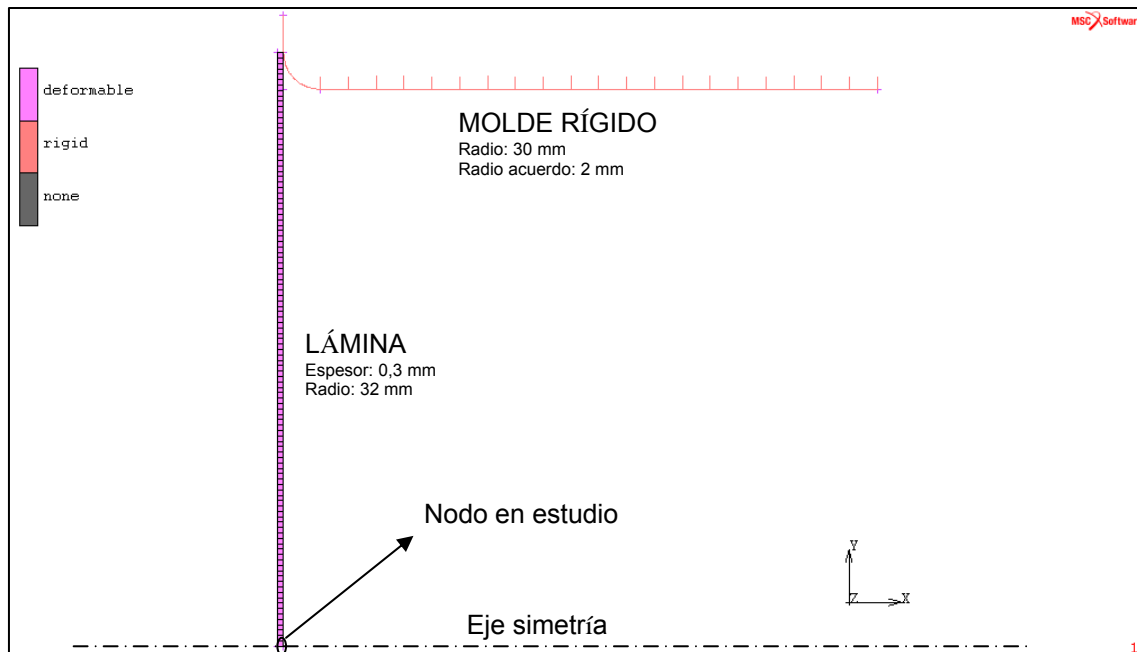 MSC Software
deformable
rigid
none
MOLDE RÍGIDO
Radio: 30 mm
Radio acuerdo: 2 mm
LÁMINA
Espesor: 0,3 mm
Radio: 32 mm
Nodo en estudio
Y
Z X
Eje simetría
1